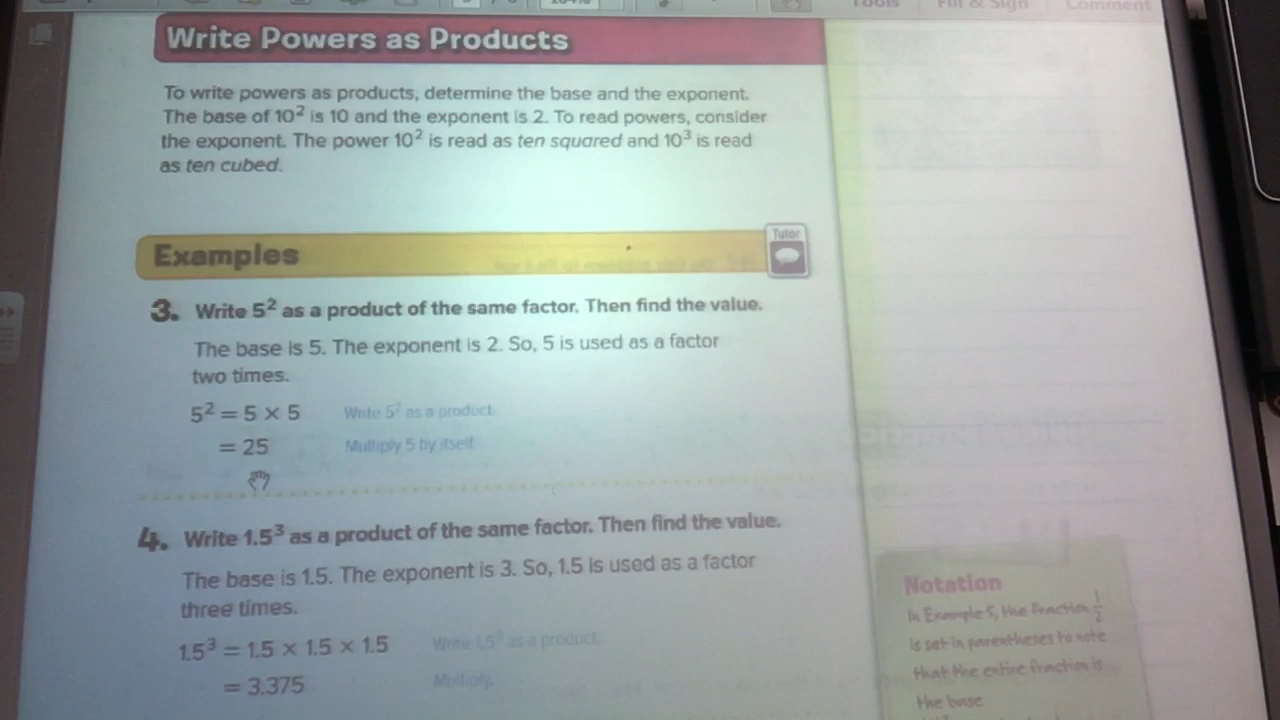 Tools
Fill & Sign
Comment
Write Powers as Products
To write powers as products, determine the base and the exponent.
The base of 10² is 10 and the exponent is 2. To read powers, consider
the exponent. The power 10² is read as ten squared and 10³ is read
as ten cubed.
Examples
Tutor
3. Write 5² as a product of the same factor. Then find the value.
The base is 5. The exponent is 2. So, 5 is used as a factor
two times.
5² = 5 × 5 Write 5² as a product.
= 25 Multiply 5 by itself.
4. Write 1.5³ as a product of the same factor. Then find the value.
The base is 1.5. The exponent is 3. So, 1.5 is used as a factor
three times.
1.5³ = 1.5 × 1.5 × 1.5 Write 1.5³ as a product.
= 3.375 Multiply.
Notation
In Example 5, the fraction 1/2
is set in parentheses to note
that the entire fraction is
the base